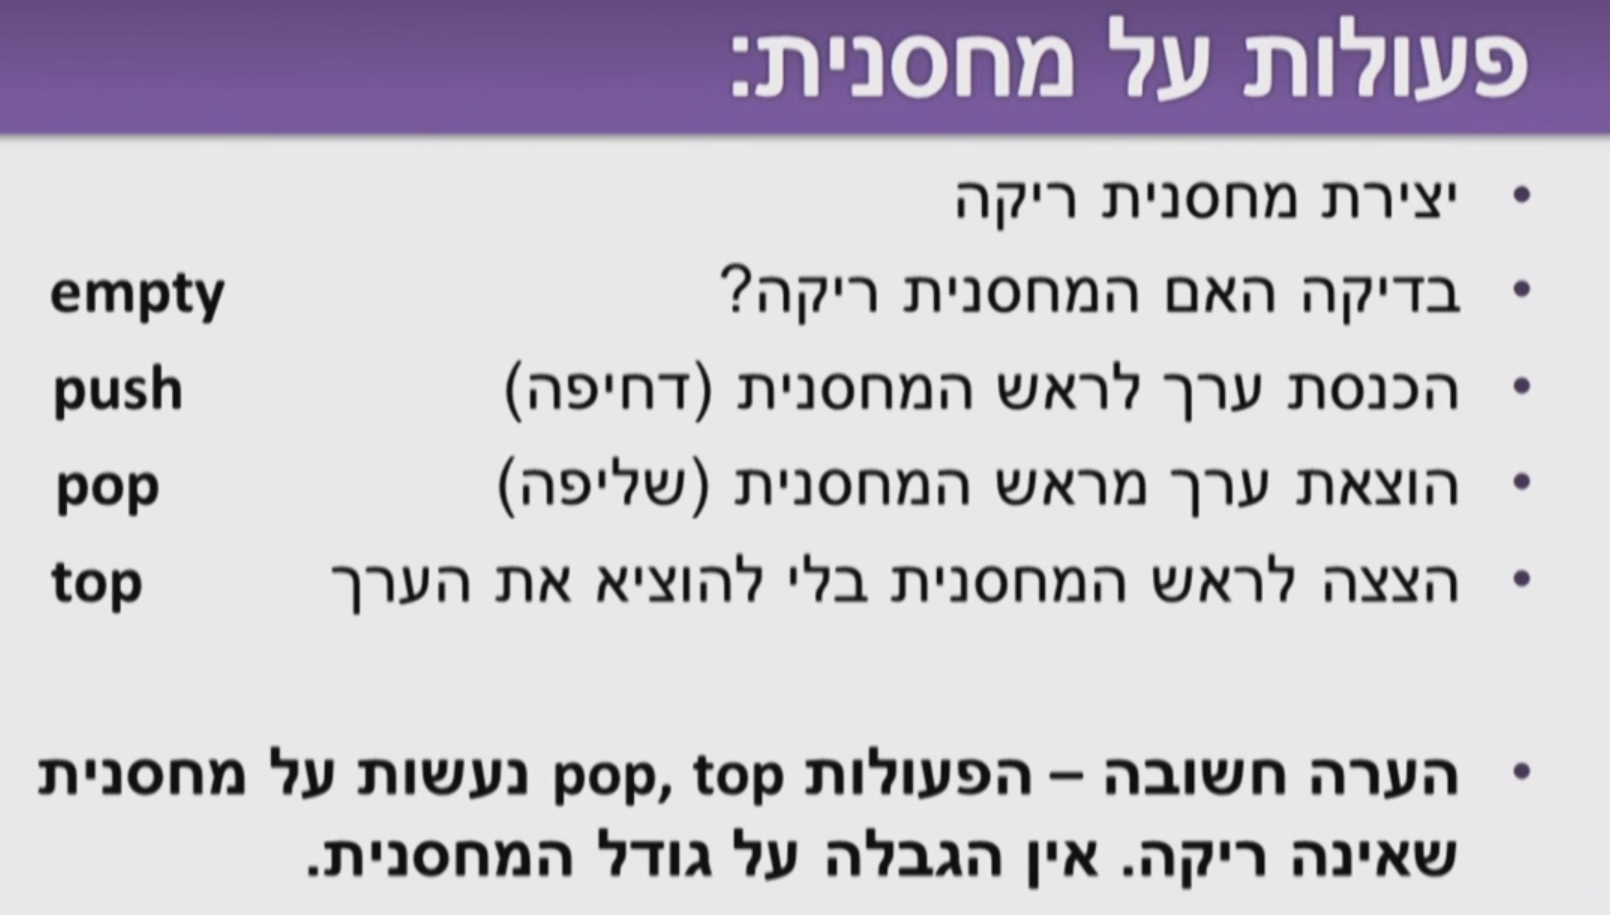 פעולות על מחסנית:
• יצירת מחסנית ריקה
• בדיקה האם המחסנית ריקה? empty
• הכנסת ערך לראש המחסנית (דחיפה) push
• הוצאת ערך מראש המחסנית (שליפה) pop
• הצצה לראש המחסנית בלי להוציא את הערך top
• הערה חשובה – הפעולות pop, top נעשות על מחסנית
שאינה ריקה. אין הגבלה על גודל המחסנית.